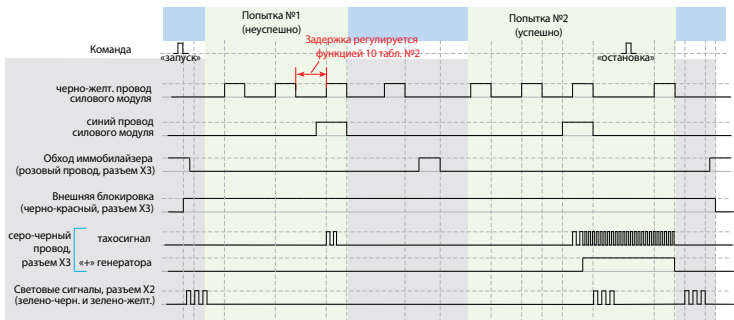 Попытка №1
(неуспешно)
Попытка №2
(успешно)
Задержка регулируется
функцией 10 табл. №2
Команда
«запуск»
«остановка»
черно-желт. провод
силового модуля
синий провод
силового модуля
Обход иммобилайзера
(розовый провод, разъем X3)
Внешняя блокировка
(черно-красный, разъем X3)
серо-черный
провод,
разъем X3
тахосигнал
«+» генератора
Световые сигналы, разъем X2
(зелено-черн. и зелено-желт.)